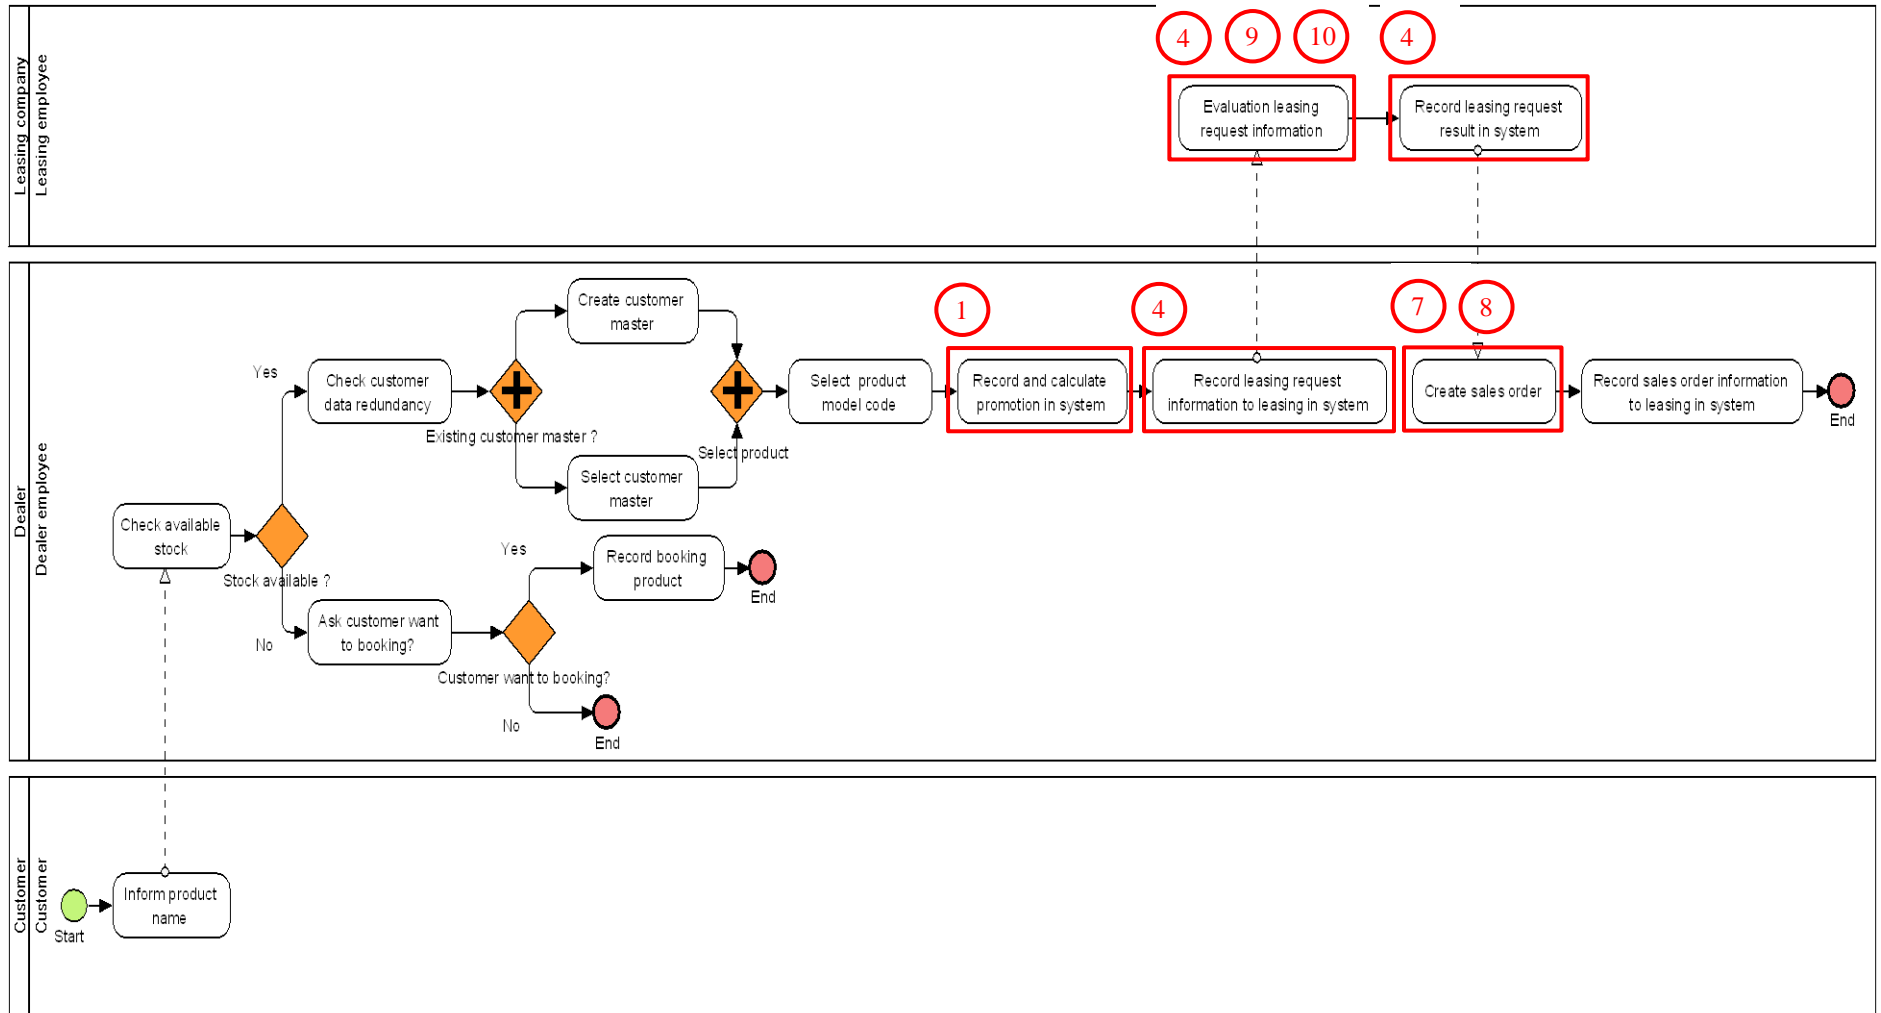 Leasing company
Leasing employee
4
9
10
4
Evaluation leasing
request information
Record leasing request
result in system
Dealer
Dealer employee
Create customer
master
1
4
7
8
Yes
Check customer
data redundancy
Select product
model code
Record and calculate
promotion in system
Record leasing request
information to leasing in system
Create sales order
Record sales order information
to leasing in system
End
Existing customer master ?
Select product
Select customer
master
Check available
stock
Stock available ?
Yes
Record booking
product
End
Ask customer want
to booking?
No
Customer want to booking?
No
End
Customer
Customer
Start
Inform product
name